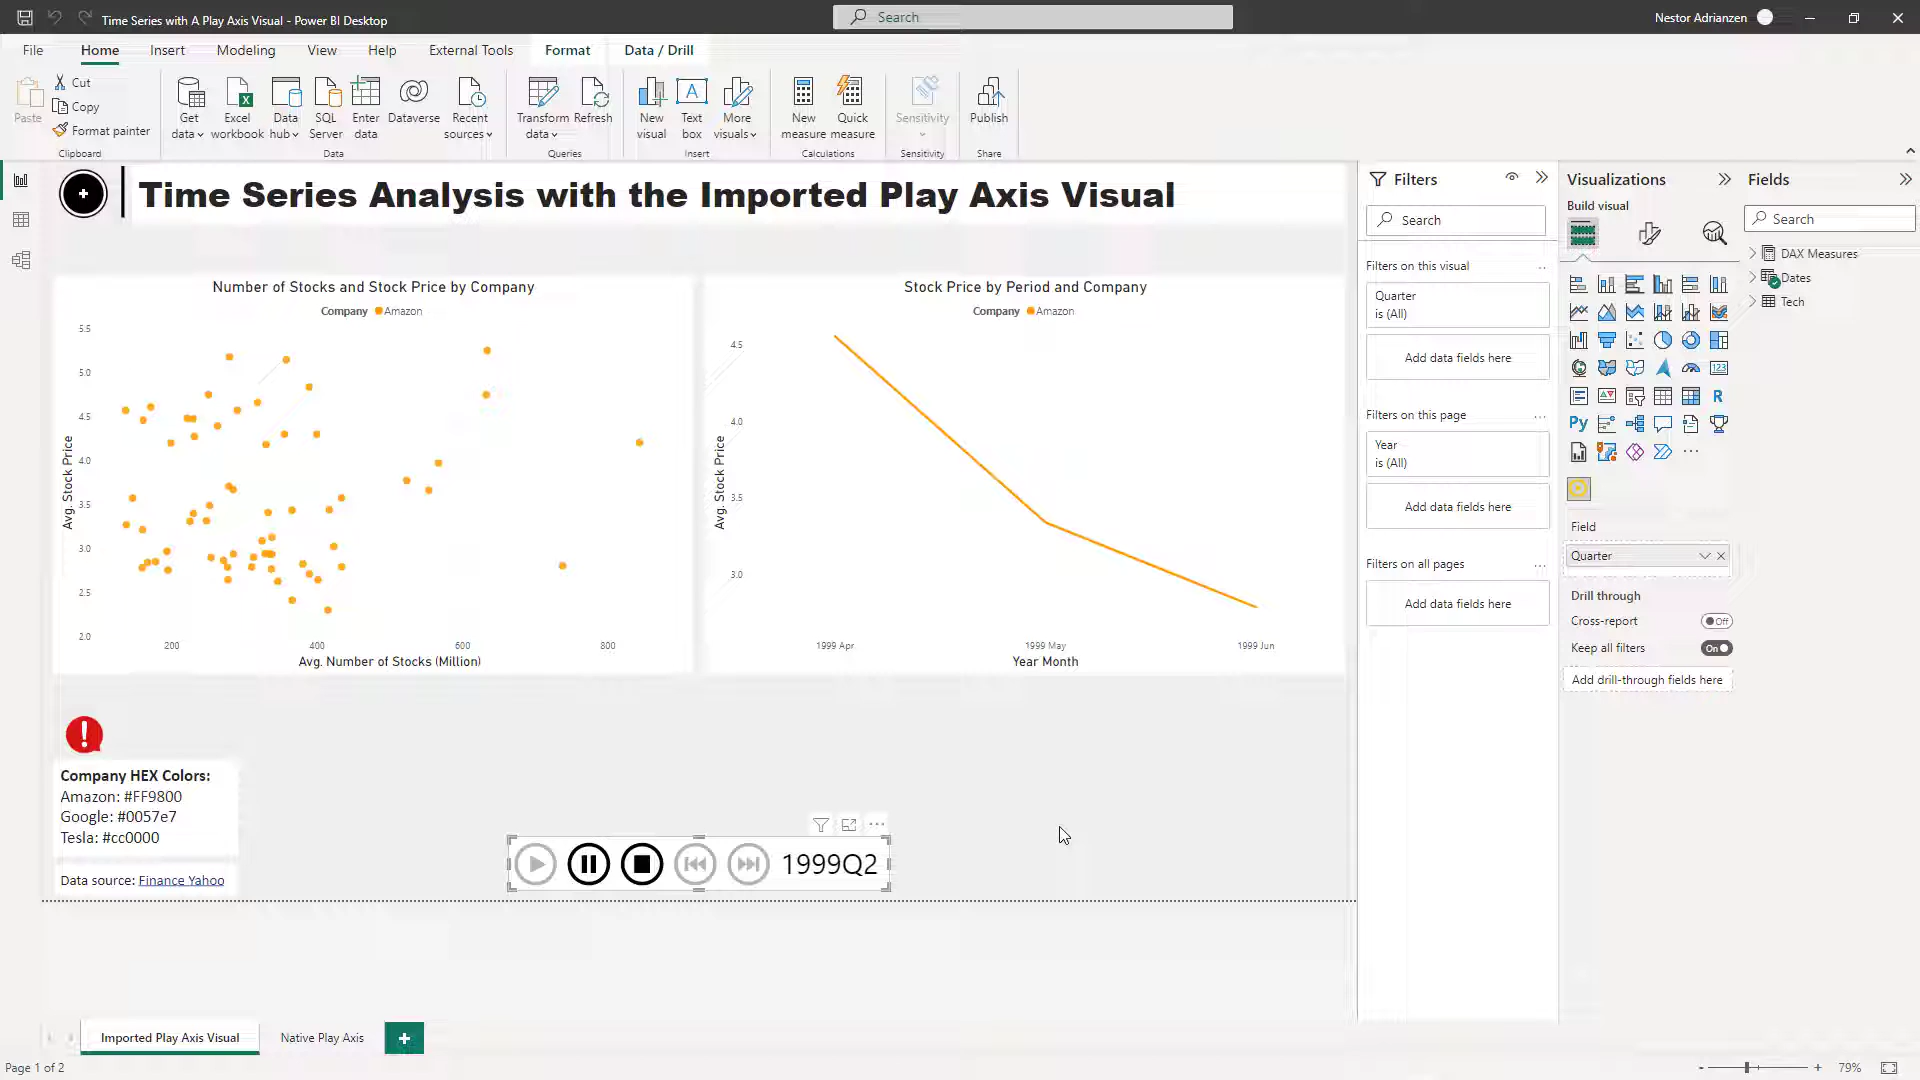 Time Series with A Play Axis Visual - Power BI Desktop
Search
Nestor Adrianzen
File
Home
Insert
Modeling
View
Help
External Tools
Format
Data / Drill
Paste
Cut
Copy
Format painter
Clipboard
Get data
Excel workbook
Data hub
SQL Server
Enter data
Dataverse
Recent sources
Data
Transform data
Refresh
Queries
New visual
Text box
More visuals
Insert
New measure
Quick measure
Calculations
Sensitivity
Sensitivity
Publish
Share
Time Series Analysis with the Imported Play Axis Visual
Number of Stocks and Stock Price by Company
Company Amazon
Avg. Stock Price
5.5
5.0
4.5
4.0
3.5
3.0
2.5
2.0
200
400
600
800
Avg. Number of Stocks (Million)
Stock Price by Period and Company
Company Amazon
Avg. Stock Price
4.5
4.0
3.5
3.0
1999 Apr
1999 May
1999 Jun
Year Month
Company HEX Colors:
Amazon: #FF9800
Google: #0057e7
Tesla: #cc0000
Data source: Finance Yahoo
1999Q2
Filters
Search
Filters on this visual
Quarter
is (All)
Add data fields here
Filters on this page
Year
is (All)
Add data fields here
Filters on all pages
Add data fields here
Visualizations
Build visual
123
R
Py
Field
Quarter
Drill through
Cross-report
Off
Keep all filters
On
Add drill-through fields here
Fields
Search
DAX Measures
Dates
Tech
Imported Play Axis Visual
Native Play Axis
Page 1 of 2
79%